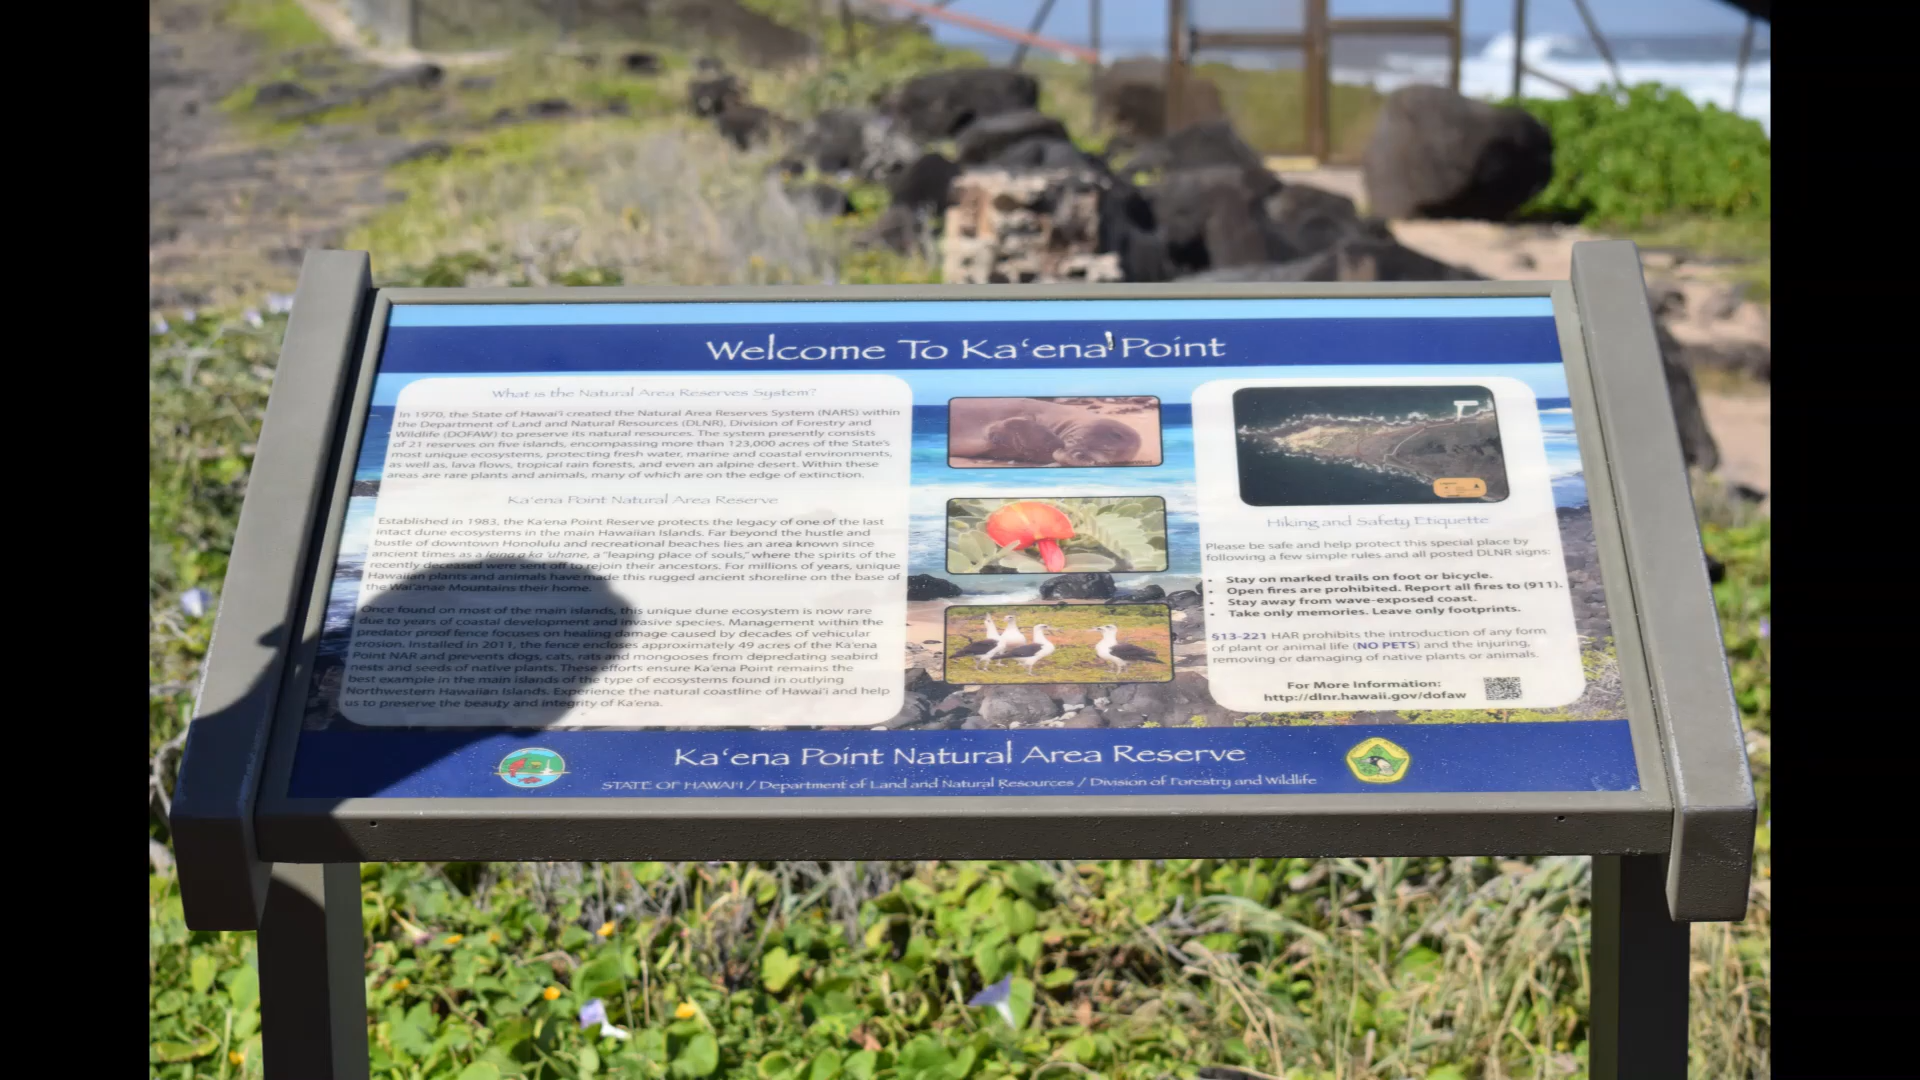 Welcome To Ka‘ena Point
What is the Natural Area Reserves System?
In 1970, the State of Hawai'i created the Natural Area Reserves System (NARS) within
the Department of Land and Natural Resources (DLNR), Division of Forestry and
Wildlife (DOFAW) to preserve its natural resources. The system presently consists
of 21 reserves on five islands, encompassing more than 123,000 acres of the State's
most unique ecosystems, protecting fresh water, marine and coastal environments,
as well as, lava flows, tropical rain forests, and even an alpine desert. Within these
areas are rare plants and animals, many of which are on the edge of extinction.
Ka'ena Point Natural Area Reserve
Established in 1983, the Ka'ena Point Reserve protects the legacy of one of the last
intact dune ecosystems in the main Hawaiian Islands. Far beyond the hustle and
bustle of downtown Honolulu and recreational beaches lies an area known since
ancient times as a leina a ka 'uhane, a "leaping place of souls," where the spirits of the
recently deceased were sent off to rejoin their ancestors. For millions of years, unique
Hawaiian plants and animals have made this rugged ancient shoreline on the base of
the Wai'anae Mountains their home.
Once found on most of the main islands, this unique dune ecosystem is now rare
due to years of coastal development and invasive species. Management within the
predator proof fence focuses on healing damage caused by decades of vehicular
erosion. Installed in 2011, the fence encloses approximately 49 acres of the Ka'ena
Point NAR and prevents dogs, cats, rats and mongooses from depredating seabird
nests and seeds of native plants. These efforts ensure Ka'ena Point remains the
best example in the main islands of the type of ecosystems found in outlying
Northwestern Hawaiian Islands. Experience the natural coastline of Hawai'i and help
us to preserve the beauty and integrity of Ka'ena.
Hiking and Safety Etiquette
Please be safe and help protect this special place by
following a few simple rules and all posted DLNR signs:
• Stay on marked trails on foot or bicycle.
• Open fires are prohibited. Report all fires to (911).
• Stay away from wave-exposed coast.
• Take only memories. Leave only footprints.
§13-221 HAR prohibits the introduction of any form
of plant or animal life (NO PETS) and the injuring,
removing or damaging of native plants or animals.
For More Information:
http://dlnr.hawaii.gov/dofaw
Ka‘ena Point Natural Area Reserve
STATE OF HAWAI'I / Department of Land and Natural Resources / Division of Forestry and Wildlife